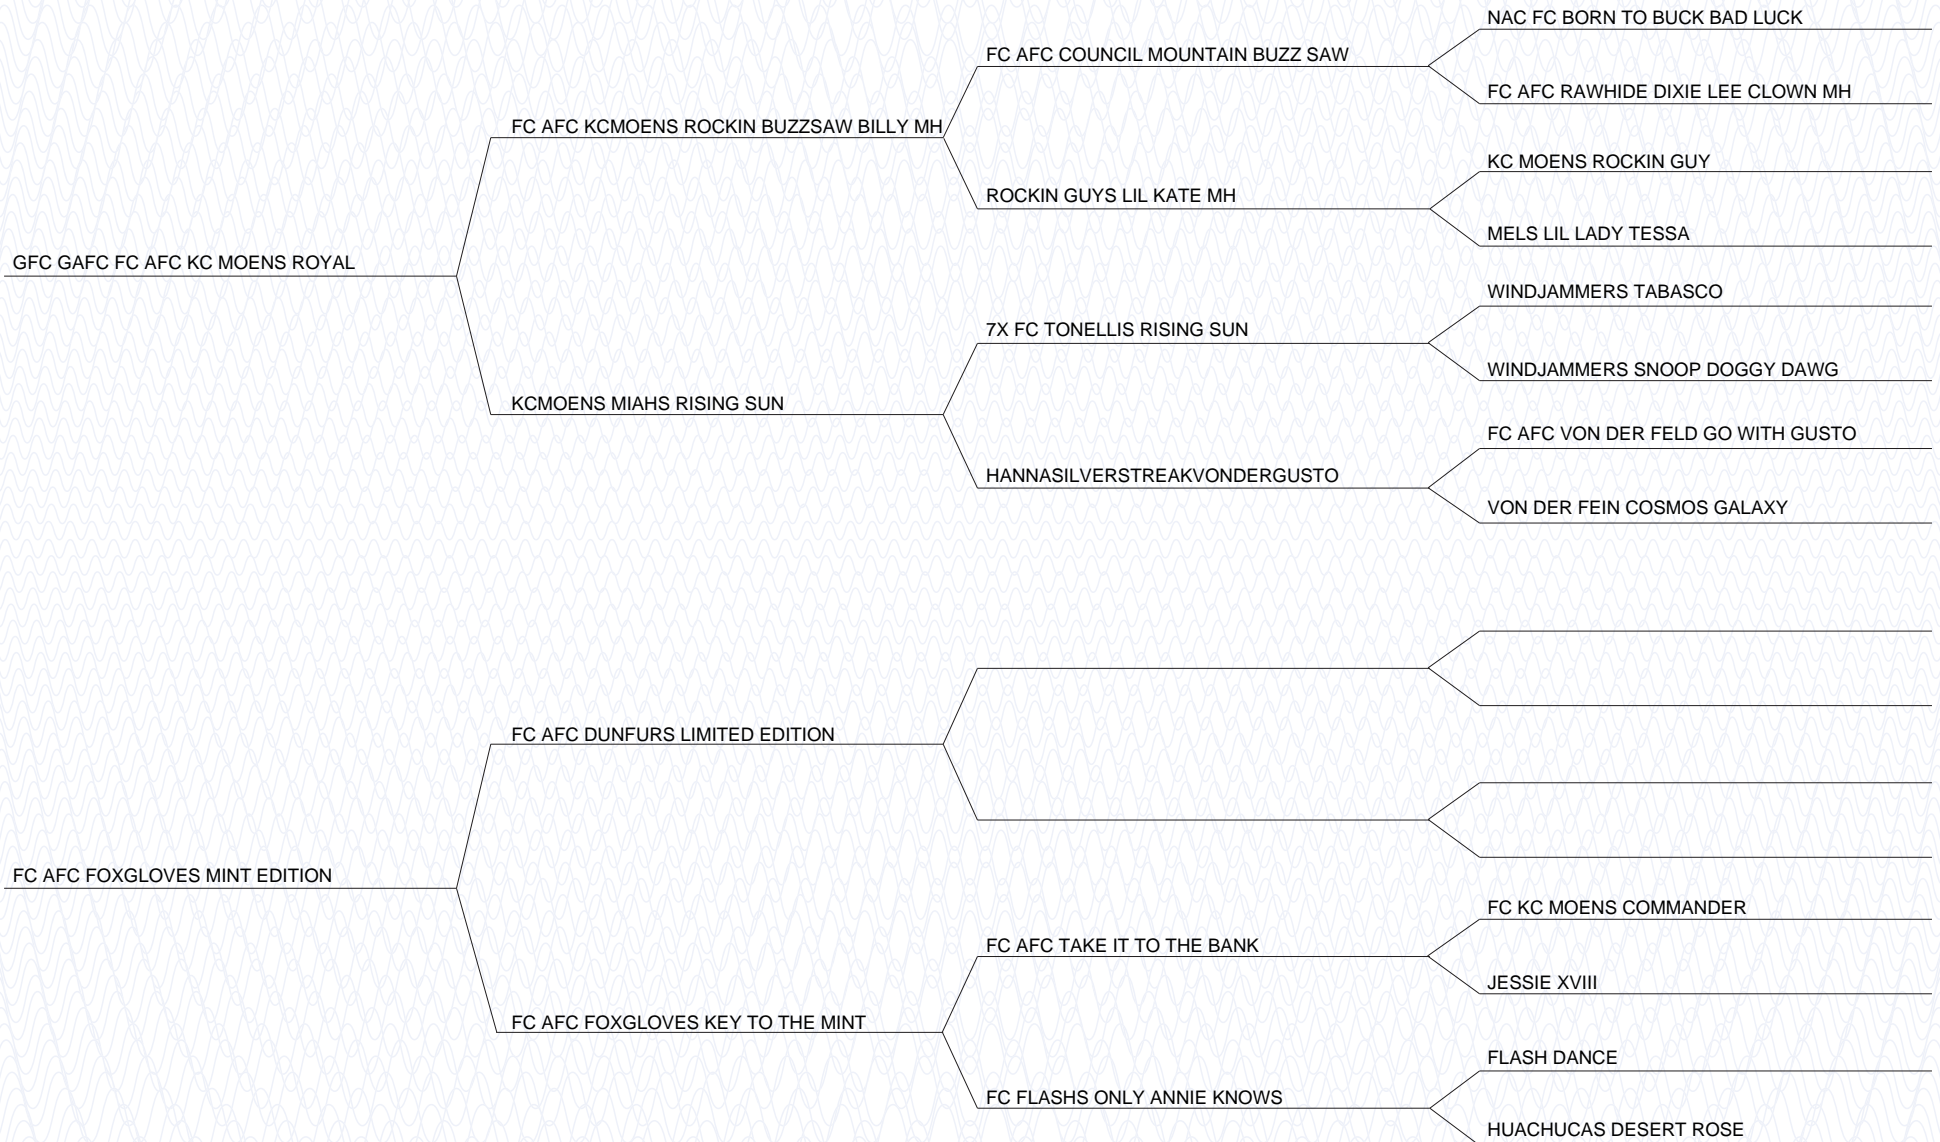 NAC FC BORN TO BUCK BAD LUCK
FC AFC COUNCIL MOUNTAIN BUZZ SAW
FC AFC RAWHIDE DIXIE LEE CLOWN MH
FC AFC KCMOENS ROCKIN BUZZSAW BILLY MH
KC MOENS ROCKIN GUY
ROCKIN GUYS LIL KATE MH
MELS LIL LADY TESSA
GFC GAFC FC AFC KC MOENS ROYAL
WINDJAMMERS TABASCO
7X FC TONELLIS RISING SUN
WINDJAMMERS SNOOP DOGGY DAWG
KCMOENS MIAHS RISING SUN
FC AFC VON DER FELD GO WITH GUSTO
HANNASILVERSTREAKVONDERGUSTO
VON DER FEIN COSMOS GALAXY
FC AFC DUNFURS LIMITED EDITION
FC AFC FOXGLOVES MINT EDITION
FC KC MOENS COMMANDER
FC AFC TAKE IT TO THE BANK
JESSIE XVIII
FC AFC FOXGLOVES KEY TO THE MINT
FLASH DANCE
FC FLASHS ONLY ANNIE KNOWS
HUACHUCAS DESERT ROSE